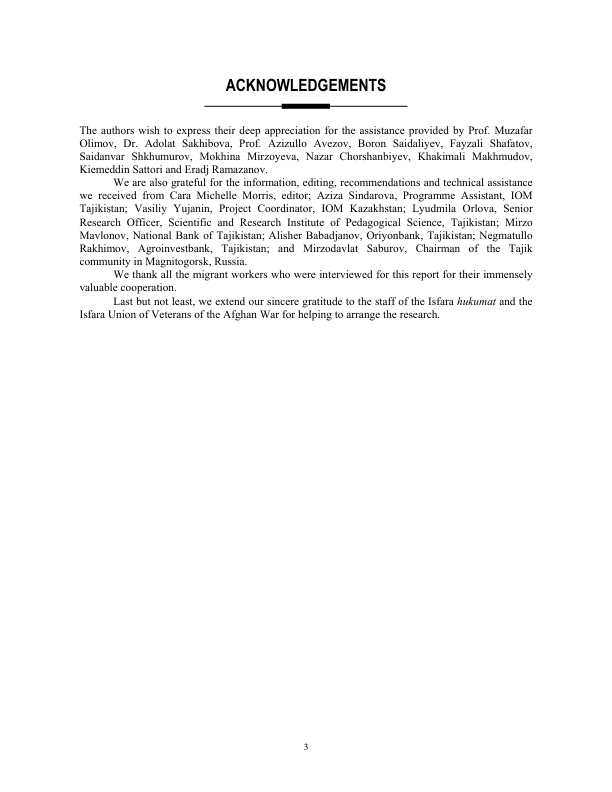 ACKNOWLEDGEMENTS
The authors wish to express their deep appreciation for the assistance provided by Prof. Muzafar
Olimov, Dr. Adolat Sakhibova, Prof. Azizullo Avezov, Boron Saidaliyev, Fayzali Shafatov,
Saidanvar Shkhumurov, Mokhina Mirzoyeva, Nazar Chorshanbiyev, Khakimali Makhmudov,
Kiemeddin Sattori and Eradj Ramazanov.
We are also grateful for the information, editing, recommendations and technical assistance
we received from Cara Michelle Morris, editor; Aziza Sindarova, Programme Assistant, IOM
Tajikistan; Vasiliy Yujanin, Project Coordinator, IOM Kazakhstan; Lyudmila Orlova, Senior
Research Officer, Scientific and Research Institute of Pedagogical Science, Tajikistan; Mirzo
Mavlonov, National Bank of Tajikistan; Alisher Babadjanov, Oriyonbank, Tajikistan; Negmatullo
Rakhimov, Agroinvestbank, Tajikistan; and Mirzodavlat Saburov, Chairman of the Tajik
community in Magnitogorsk, Russia.
We thank all the migrant workers who were interviewed for this report for their immensely
valuable cooperation.
Last but not least, we extend our sincere gratitude to the staff of the Isfara hukumat and the
Isfara Union of Veterans of the Afghan War for helping to arrange the research.
3